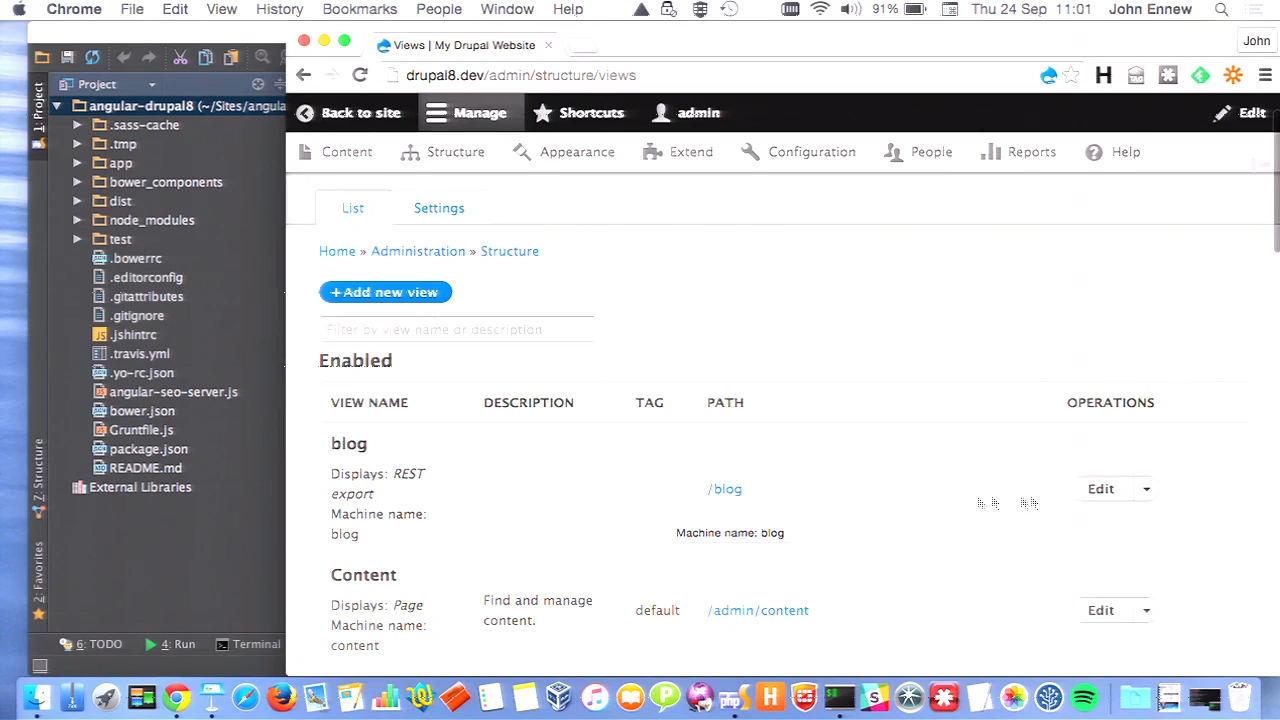 Chrome File Edit View History Bookmarks People Window Help 91% Thu 24 Sep 11:01 John Ennew
Views | My Drupal Website
John
drupal8.dev/admin/structure/views
Project
1: Project
Back to site Manage Shortcuts admin Edit
angular-drupal8 (~/Sites/angula
Content Structure Appearance Extend Configuration People Reports Help
.sass-cache
.tmp
app
bower_components
dist
node_modules
test
.bowerrc
.editorconfig
.gitattributes
.gitignore
.jshintrc
.travis.yml
.yo-rc.json
angular-seo-server.js
bower.json
Gruntfile.js
package.json
README.md
External Libraries
7: Structure
2: Favorites
6: TODO 4: Run Terminal
List Settings
Home » Administration » Structure
+ Add new view
Filter by view name or description
Enabled
VIEW NAME DESCRIPTION TAG PATH OPERATIONS
blog
Displays: REST
export
Machine name:
blog
/blog
Edit
Machine name: blog
Content
Displays: Page
Machine name:
content
Find and manage
content.
default
/admin/content
Edit